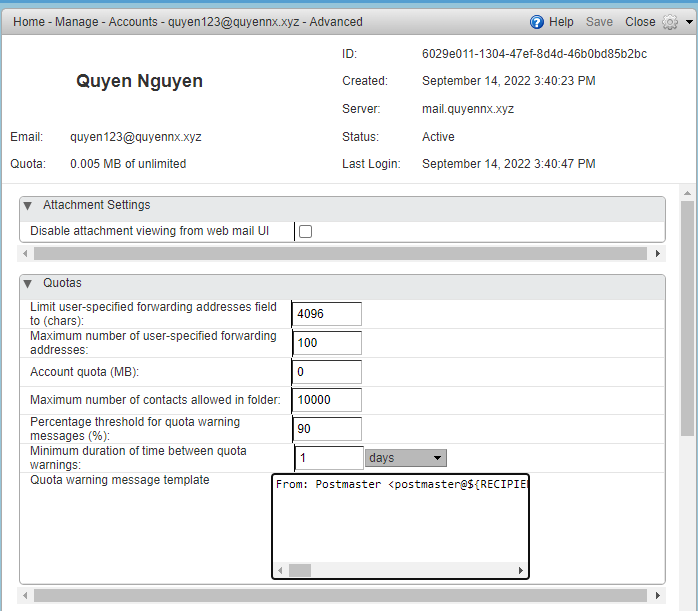 Home - Manage - Accounts - quyen123@quyennx.xyz - Advanced
Help Save Close
Quyen Nguyen
ID: 6029e011-1304-47ef-8d4d-46b0bd85b2bc
Created: September 14, 2022 3:40:23 PM
Server: mail.quyennx.xyz
Email: quyen123@quyennx.xyz Status: Active
Quota: 0.005 MB of unlimited Last Login: September 14, 2022 3:40:47 PM
Attachment Settings
Disable attachment viewing from web mail UI
Quotas
Limit user-specified forwarding addresses field
to (chars): 4096
Maximum number of user-specified forwarding
addresses: 100
Account quota (MB): 0
Maximum number of contacts allowed in folder: 10000
Percentage threshold for quota warning
messages (%): 90
Minimum duration of time between quota
warnings: 1 days
Quota warning message template
From: Postmaster <postmaster@${RECIPIE